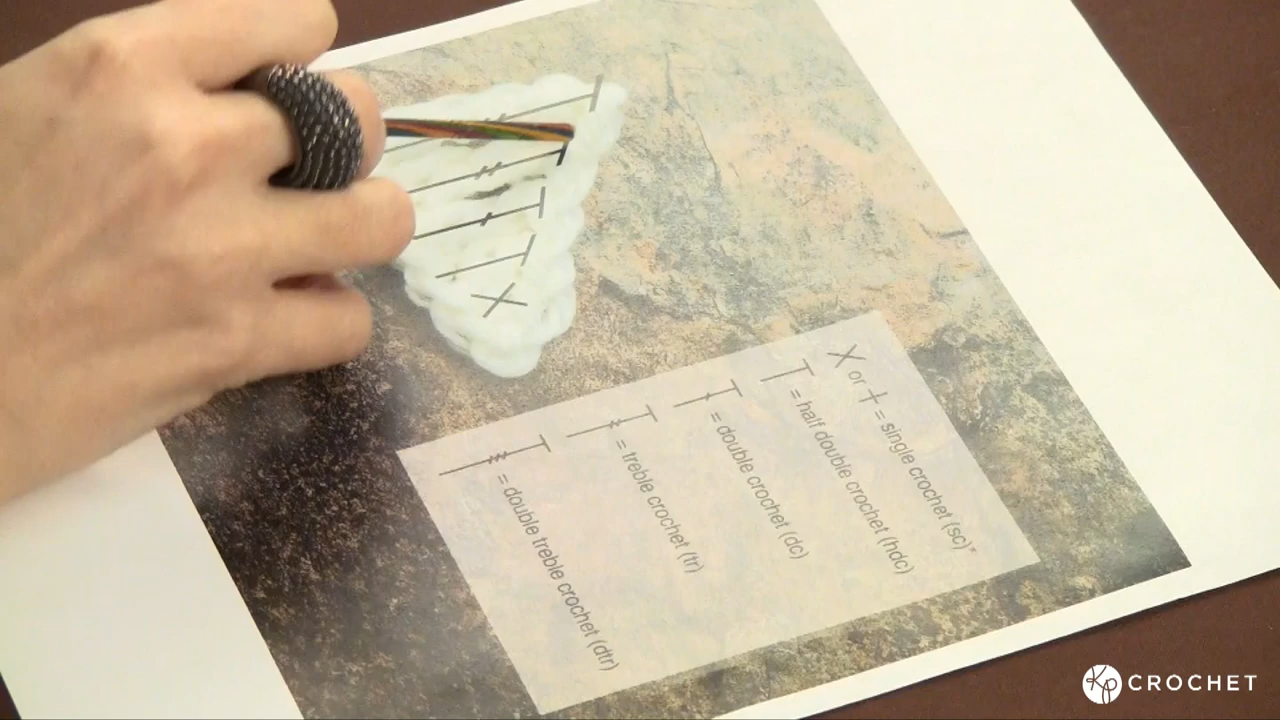 X or + = single crochet (sc)*
= half double crochet (hdc)
= double crochet (dc)
= treble crochet (tr)
= double treble crochet (dtr)
Kp CROCHET